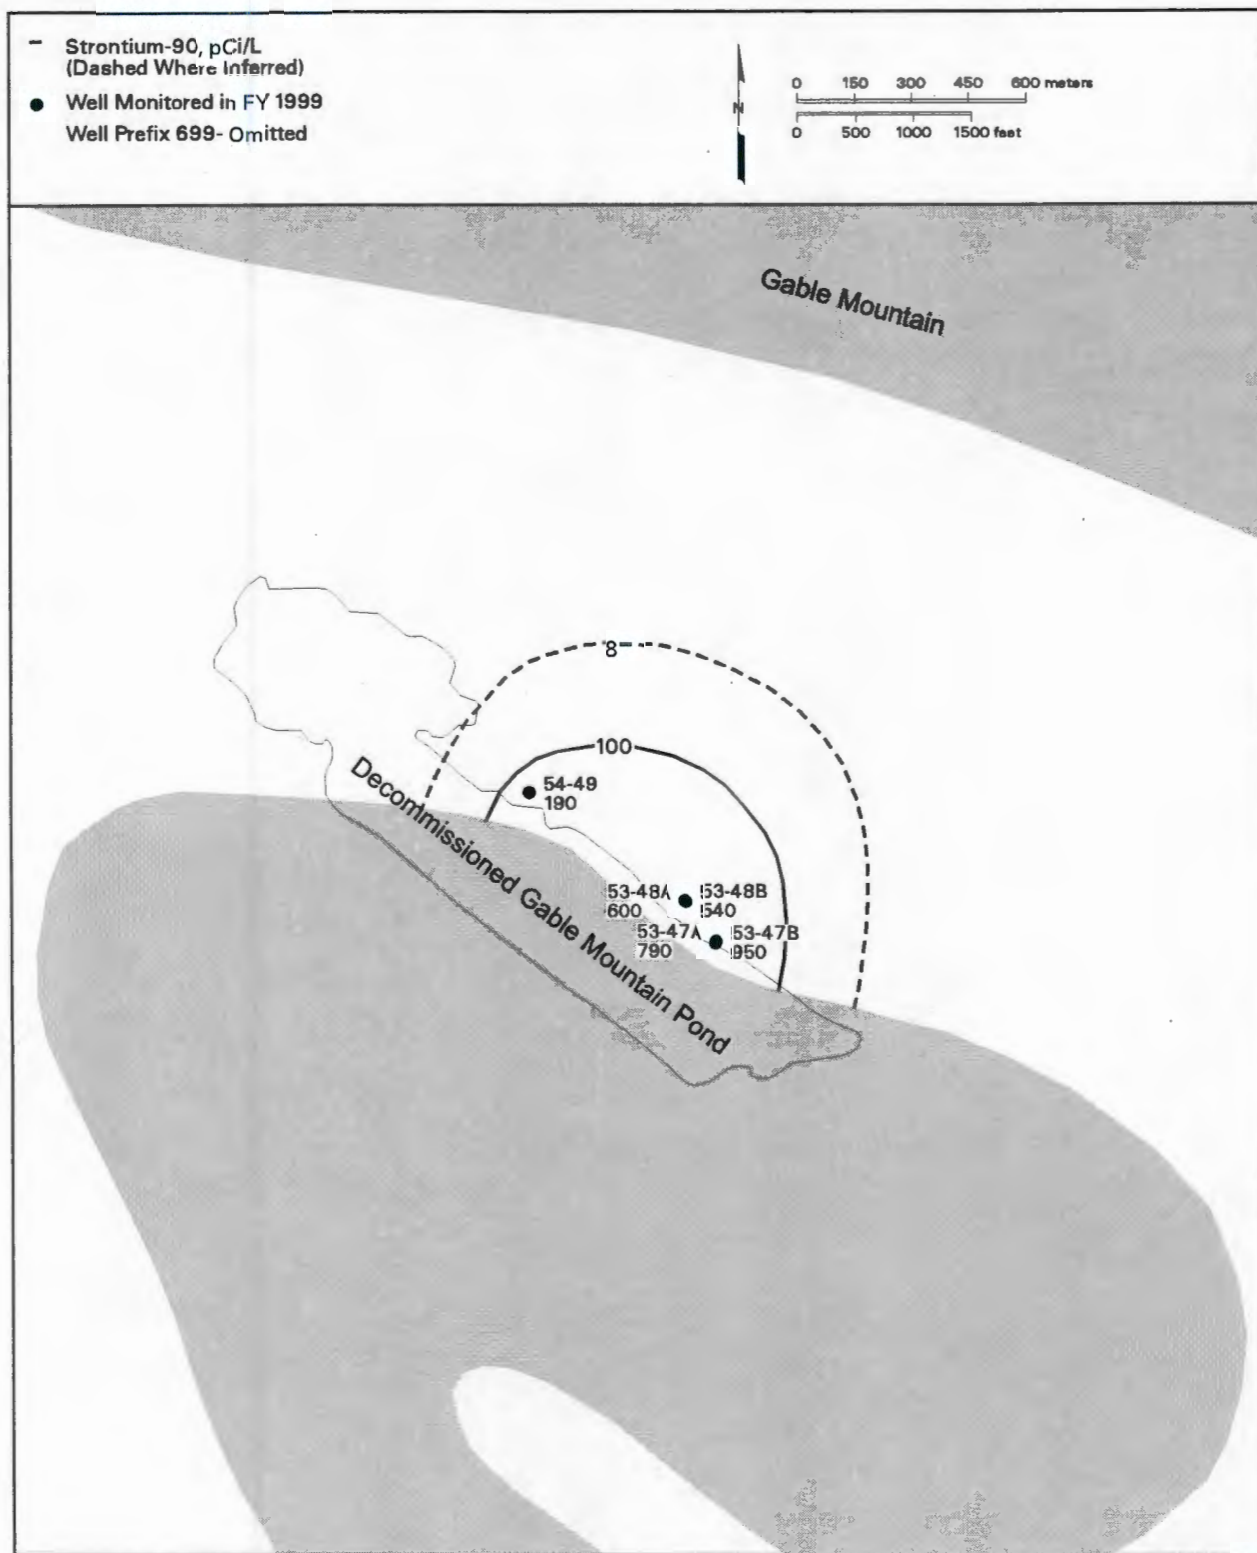 Strontium-90, pCi/L
(Dashed Where Inferred)
Well Monitored in FY 1999
Well Prefix 699- Omitted
N
0 150 300 450 600 meters
0 500 1000 1500 feet
Gable Mountain
8
100
54-49
190
Decommissioned Gable Mountain Pond
53-48A 53-48B
600 540
53-47A 53-47B
790 950